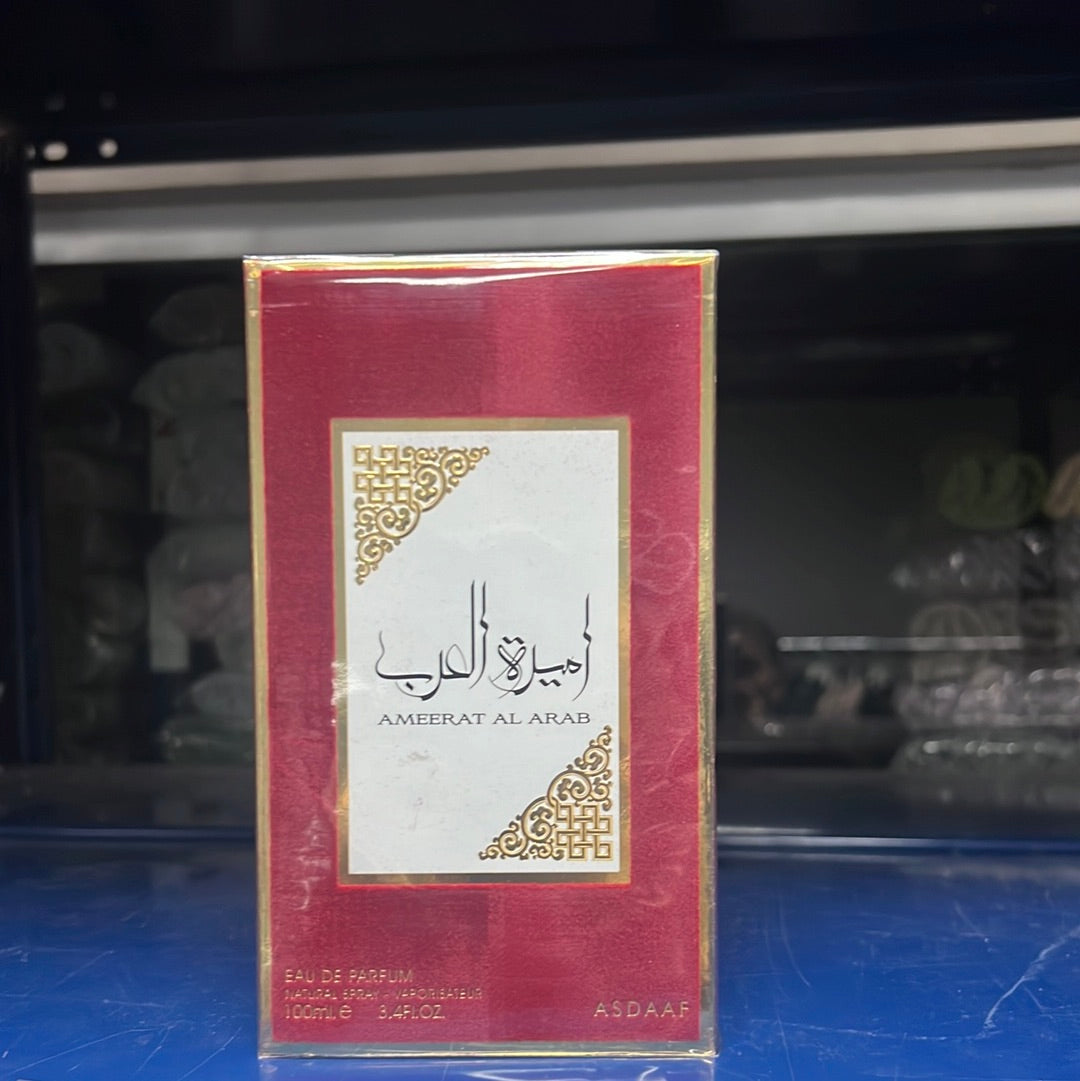 أميرة العرب
AMEERAT AL ARAB
EAU DE PARFUM
NATURAL SPRAY - VAPORISATEUR
100ml.e 3.4Fl.OZ.
ASDAAF